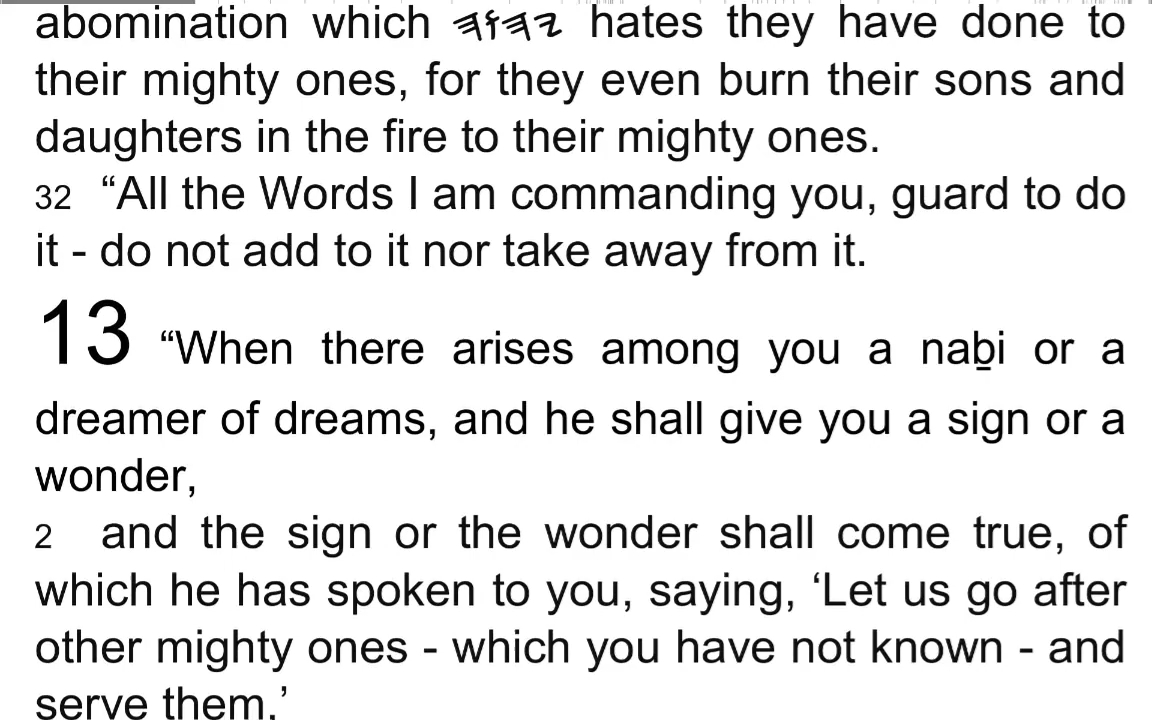 abomination which 𐤉𐤄𐤅𐤄 hates they have done to
their mighty ones, for they even burn their sons and
daughters in the fire to their mighty ones.
32 “All the Words I am commanding you, guard to do
it - do not add to it nor take away from it.
13 “When there arises among you a naḇi or a
dreamer of dreams, and he shall give you a sign or a
wonder,
2 and the sign or the wonder shall come true, of
which he has spoken to you, saying, ‘Let us go after
other mighty ones - which you have not known - and
serve them.’